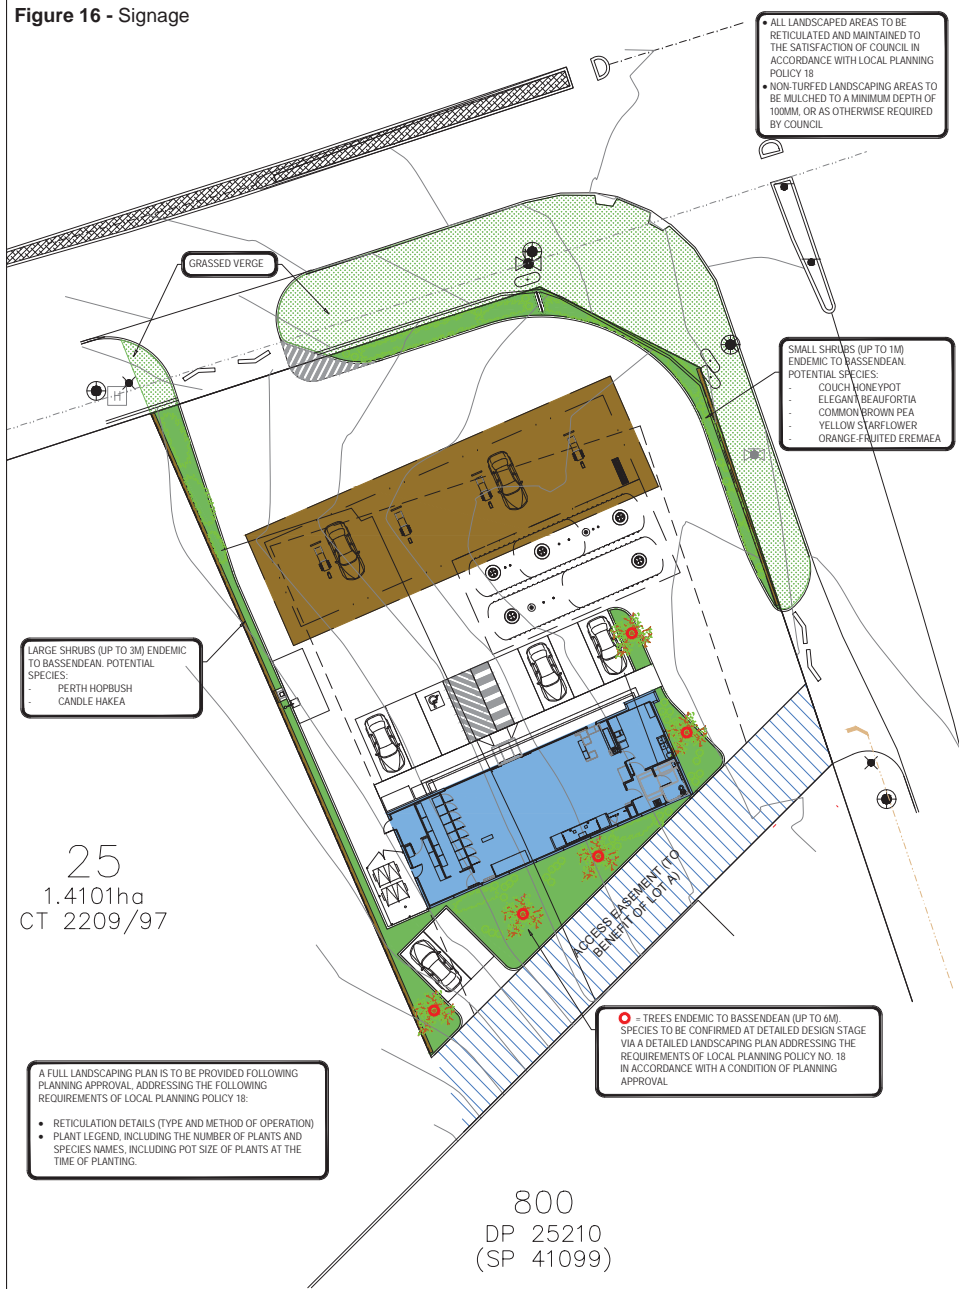 Figure 16 - Signage
• ALL LANDSCAPED AREAS TO BE
RETICULATED AND MAINTAINED TO
THE SATISFACTION OF COUNCIL IN
ACCORDANCE WITH LOCAL PLANNING
POLICY 18
• NON-TURFED LANDSCAPING AREAS TO
BE MULCHED TO A MINIMUM DEPTH OF
100MM, OR AS OTHERWISE REQUIRED
BY COUNCIL
D
D
GRASSED VERGE
SMALL SHRUBS (UP TO 1M)
ENDEMIC TO BASSENDEAN.
POTENTIAL SPECIES:
- COUCH HONEYPOT
- ELEGANT BEAUFORTIA
- COMMON BROWN PEA
- YELLOW STARFLOWER
- ORANGE-FRUITED EREMAEA
H
LARGE SHRUBS (UP TO 3M) ENDEMIC
TO BASSENDEAN. POTENTIAL
SPECIES:
- PERTH HOPBUSH
- CANDLE HAKEA
25
1.4101ha
CT 2209/97
ACCESS EASEMENT (TO
BENEFIT OF LOT A)
= TREES ENDEMIC TO BASSENDEAN (UP TO 6M).
SPECIES TO BE CONFIRMED AT DETAILED DESIGN STAGE
VIA A DETAILED LANDSCAPING PLAN ADDRESSING THE
REQUIREMENTS OF LOCAL PLANNING POLICY NO. 18
IN ACCORDANCE WITH A CONDITION OF PLANNING
APPROVAL
A FULL LANDSCAPING PLAN IS TO BE PROVIDED FOLLOWING
PLANNING APPROVAL, ADDRESSING THE FOLLOWING
REQUIREMENTS OF LOCAL PLANNING POLICY 18:
• RETICULATION DETAILS (TYPE AND METHOD OF OPERATION)
• PLANT LEGEND, INCLUDING THE NUMBER OF PLANTS AND
SPECIES NAMES, INCLUDING POT SIZE OF PLANTS AT THE
TIME OF PLANTING.
800
DP 25210
(SP 41099)